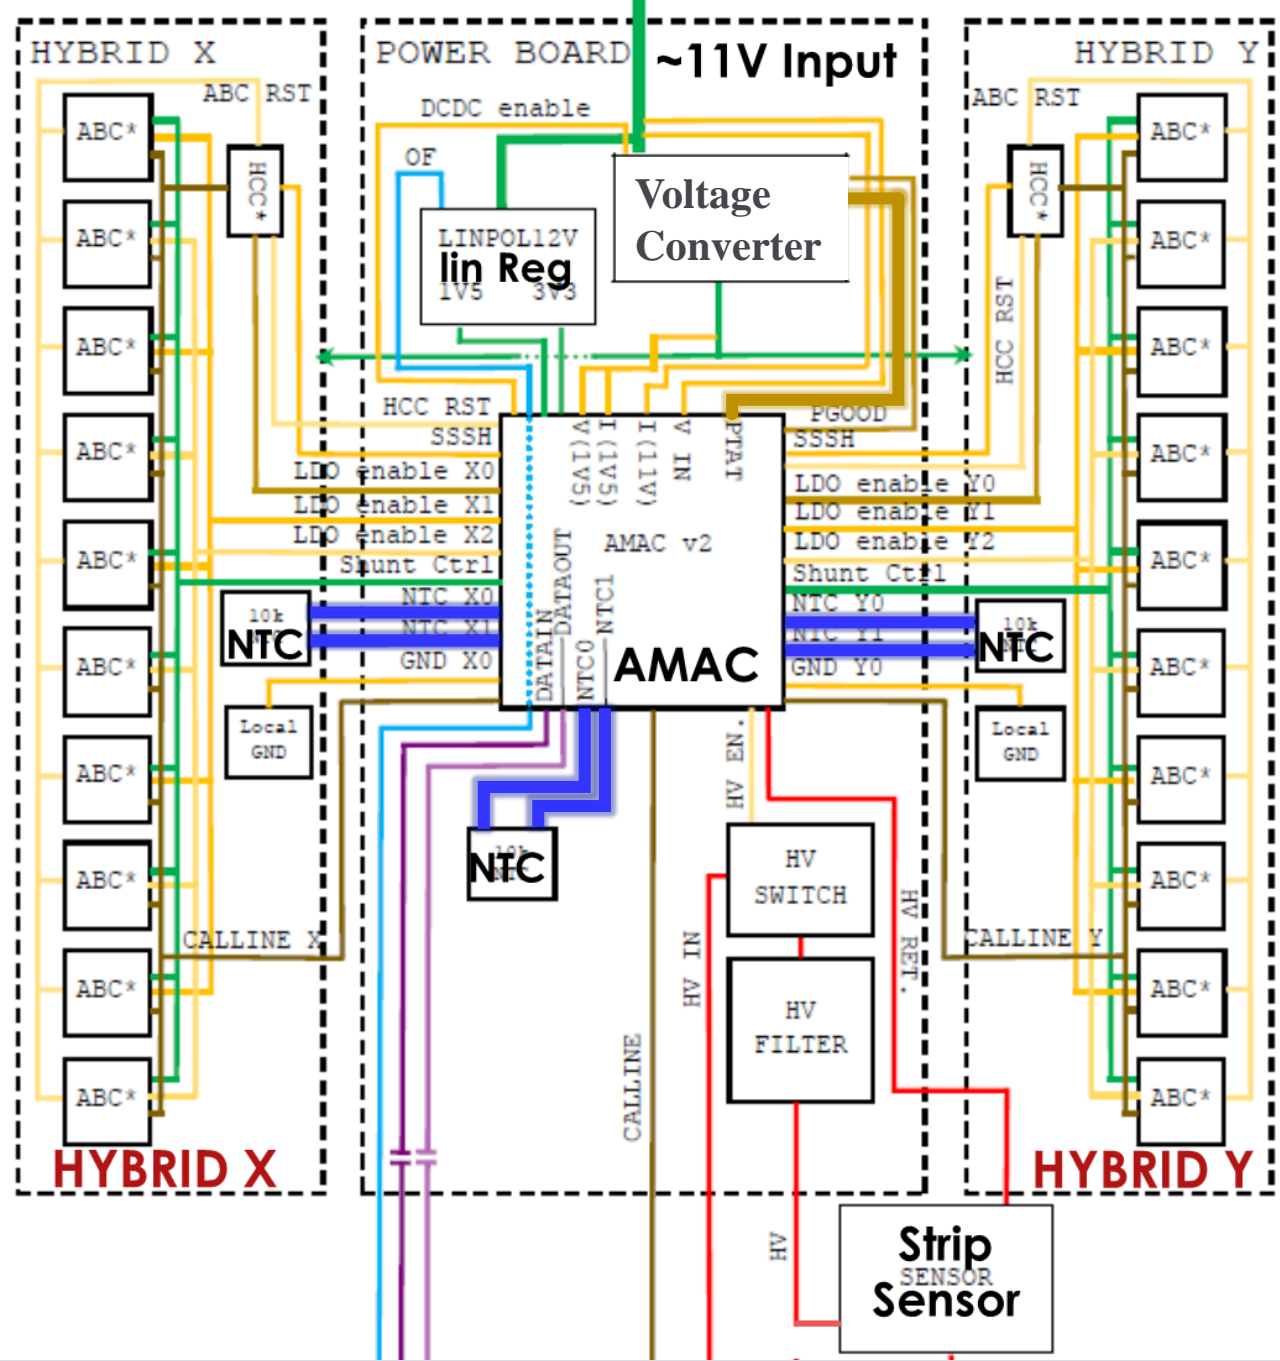 HYBRID X
ABC RST
ABC*
ABC*
ABC*
ABC*
ABC*
ABC*
ABC*
ABC*
ABC*
ABC*
HCC*
HCC RST
SSSH
LDO enable X0
LDO enable X1
LDO enable X2
Shunt Ctrl
NTC X0
NTC X1
GND X0
10k
NTC
Local
GND
CALLINE X
HYBRID X
POWER BOARD
~11V Input
DCDC enable
OF
LINPOL12V
lin Reg
1V5 3V3
Voltage
Converter
V(1V5)
I(1V5)
I(11V)
V IN
PTAT
AMAC v2
DATAIN
DATAOUT
NTC0
NTC1
AMAC
10k
NTC
CALLINE
HV EN.
HV
SWITCH
HV IN
HV RET.
HV
FILTER
HV
Strip
SENSOR
Sensor
HYBRID Y
ABC RST
HCC*
HCC RST
PGOOD
SSSH
LDO enable Y0
LDO enable Y1
LDO enable Y2
Shunt Ctrl
NTC Y0
NTC Y1
GND Y0
10k
NTC
Local
GND
CALLINE Y
ABC*
ABC*
ABC*
ABC*
ABC*
ABC*
ABC*
ABC*
ABC*
ABC*
HYBRID Y